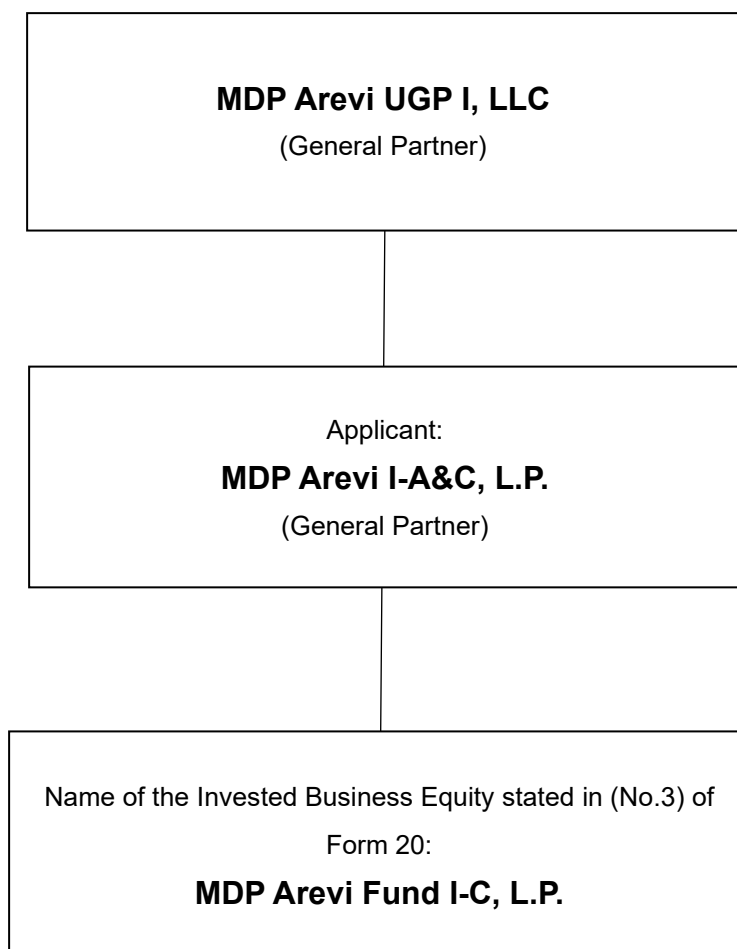 MDP Arevi UGP I, LLC
(General Partner)
Applicant:
MDP Arevi I-A&C, L.P.
(General Partner)
Name of the Invested Business Equity stated in (No.3) of
Form 20:
MDP Arevi Fund I-C, L.P.